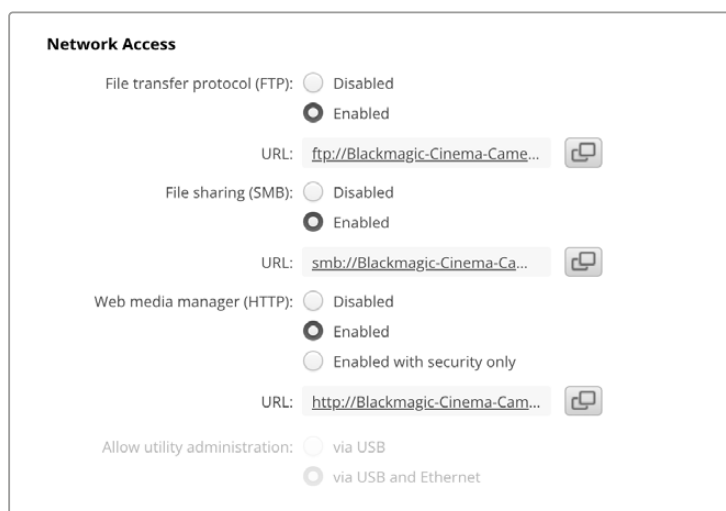 Network Access
File transfer protocol (FTP): Disabled
Enabled
URL: ftp://Blackmagic-Cinema-Came...
File sharing (SMB): Disabled
Enabled
URL: smb://Blackmagic-Cinema-Ca...
Web media manager (HTTP): Disabled
Enabled
Enabled with security only
URL: http://Blackmagic-Cinema-Cam...
Allow utility administration: via USB
via USB and Ethernet